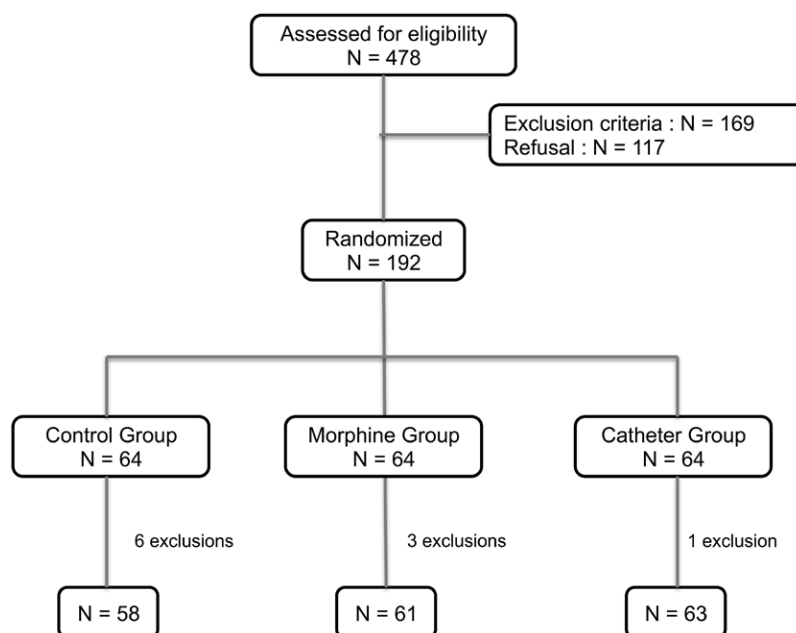 Assessed for eligibility
N = 478
Exclusion criteria : N = 169
Refusal : N = 117
Randomized
N = 192
Control Group
N = 64
Morphine Group
N = 64
Catheter Group
N = 64
6 exclusions
3 exclusions
1 exclusion
N = 58
N = 61
N = 63